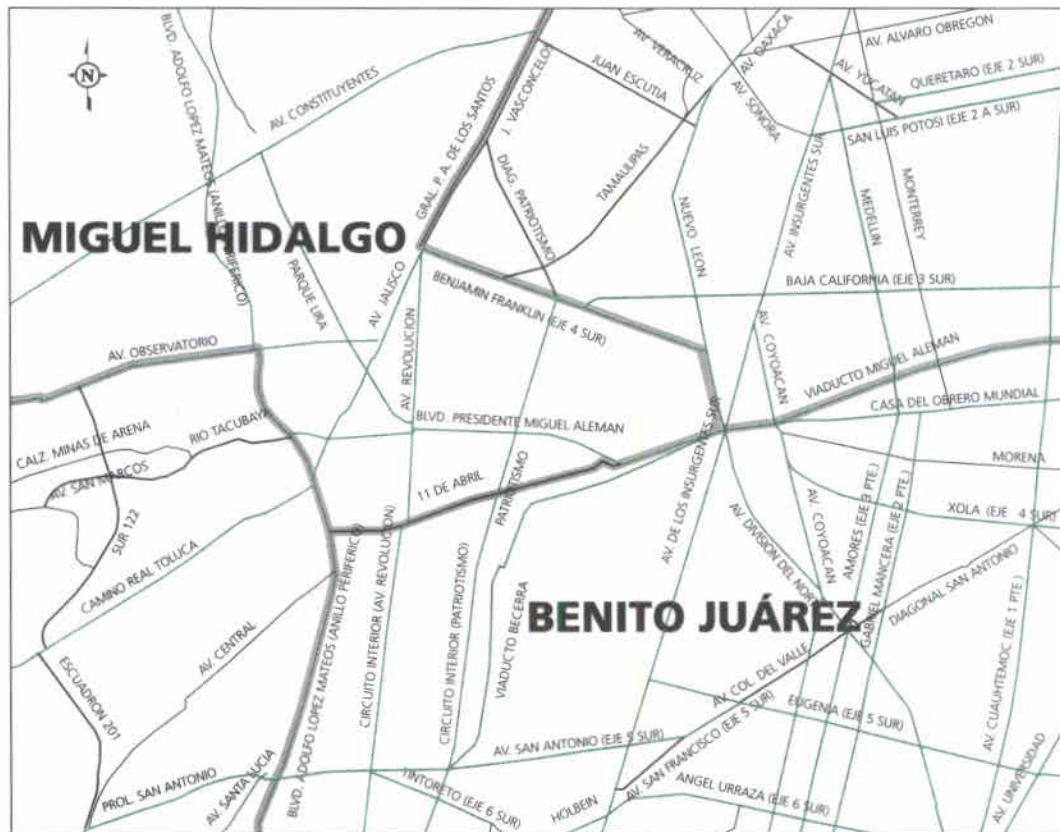 BLVD. ADOLFO LOPEZ MATEOS (ANILLO PERIFERICO)
N
AV. CONSTITUYENTES
GRAL. P. A. DE LOS SANTOS
J. VASCONCELOS
JUAN ESCUTIA
AV. VERACRUZ
AV. OAXACA
AV. SONORA
AV. ALVARO OBREGON
AV. YUCATAN
QUERETARO (EJE 2 SUR)
SAN LUIS POTOSI (EJE 2 A SUR)
DIAG. PATRIOTISMO
TAMAULIPAS
NUEVO LEON
AV. INSURGENTES SUR
MEDELLIN
MONTERREY
MIGUEL HIDALGO
PARQUE LIRA
AV. JALISCO
BENJAMIN FRANKLIN (EJE 4 SUR)
BAJA CALIFORNIA (EJE 3 SUR)
AV. OBSERVATORIO
AV. REVOLUCION
AV. COYOACAN
VIADUCTO MIGUEL ALEMAN
CASA DEL OBRERO MUNDIAL
CALZ. MINAS DE ARENA
RIO TACUBAYA
BLVD. PRESIDENTE MIGUEL ALEMAN
AV. SAN MARCOS
11 DE ABRIL
PATRIOTISMO
MORENA
SUR 122
CAMINO REAL TOLUCA
AV. DE LOS INSURGENTES SUR
AV. DIVISION DEL NORTE
AV. COYOACAN
AMORES (EJE 3 PTE.)
GABRIEL MANCERA (EJE 2 PTE.)
XOLA (EJE 4 SUR)
DIAGONAL SAN ANTONIO
BENITO JUÁREZ
AV. CENTRAL
ESCUADRON 201
BLVD. ADOLFO LOPEZ MATEOS (ANILLO PERIFERICO)
CIRCUITO INTERIOR (AV. REVOLUCION)
CIRCUITO INTERIOR (PATRIOTISMO)
VIADUCTO BECERRA
AV. COL. DEL VALLE
EUGENIA (EJE 5 SUR)
AV. CUAUHTEMOC (EJE 1 PTE.)
AV. SAN ANTONIO (EJE 5 SUR)
AV. SAN FRANCISCO (EJE 5 SUR)
PROL. SAN ANTONIO
AV. SANTA LUCIA
TINTORETO (EJE 6 SUR)
HOLBEIN
ANGEL URRAZA (EJE 6 SUR)
AV. UNIVERSIDAD